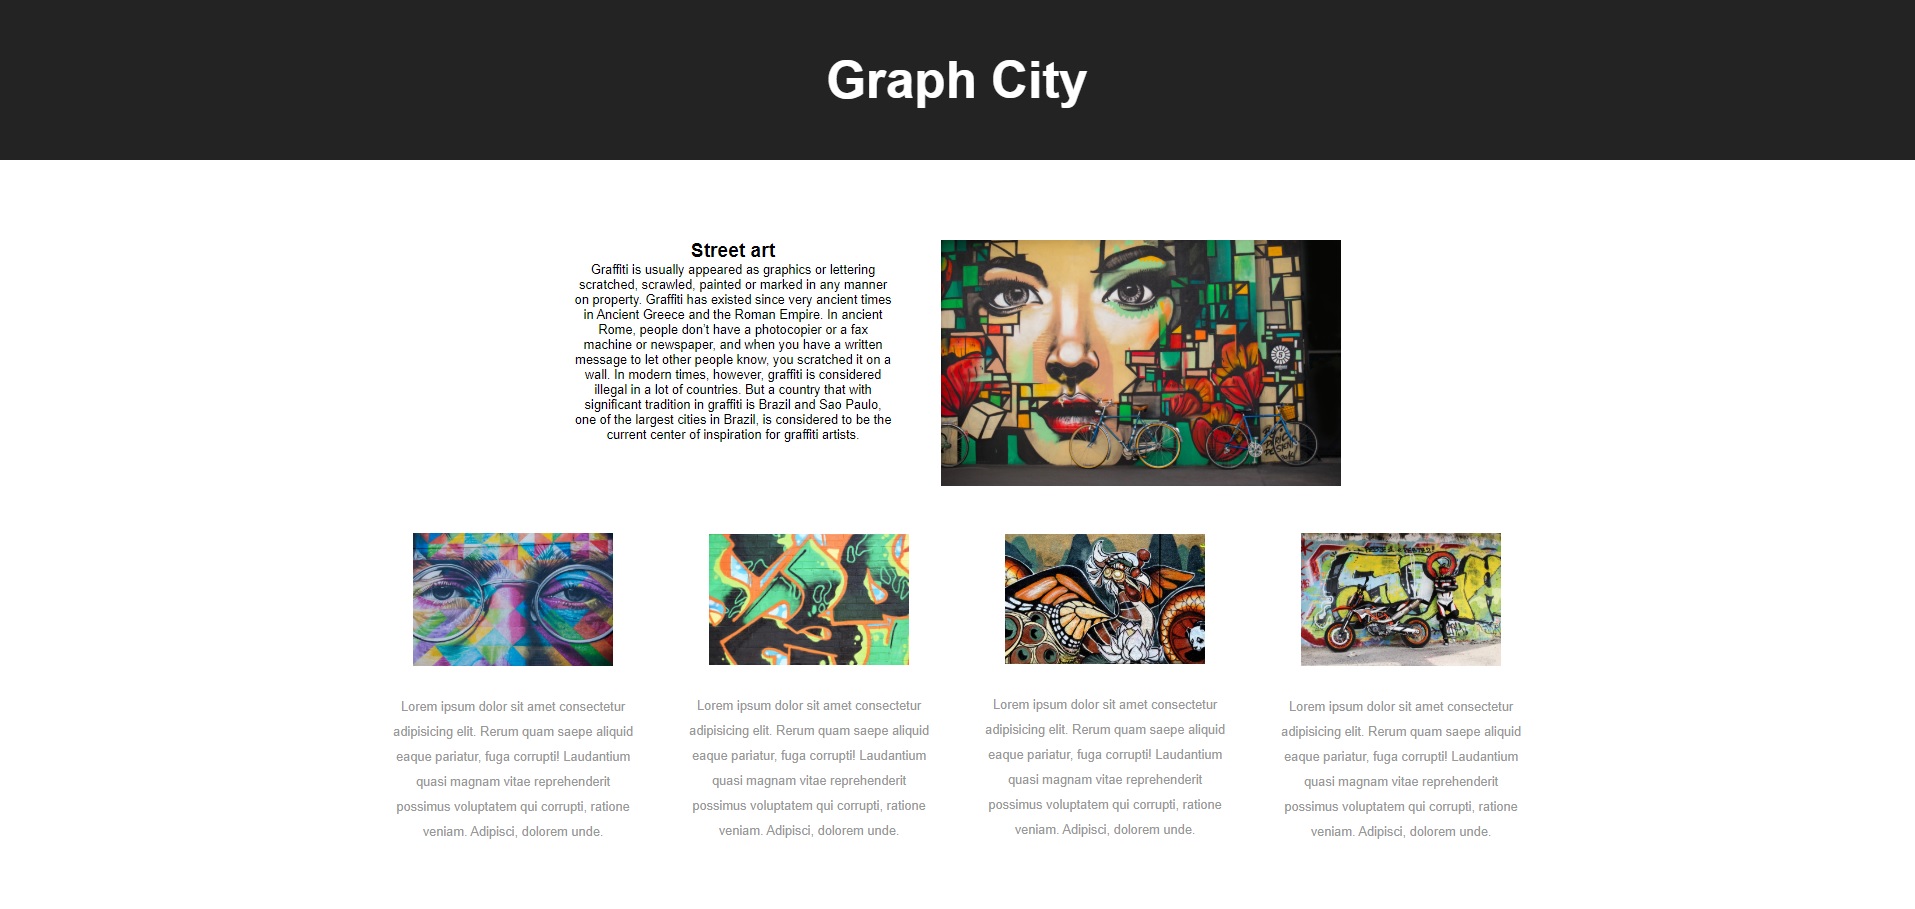 Graph City
Street art
Graffiti is usually appeared as graphics or lettering
scratched, scrawled, painted or marked in any manner
on property. Graffiti has existed since very ancient times
in Ancient Greece and the Roman Empire. In ancient
Rome, people don’t have a photocopier or a fax
machine or newspaper, and when you have a written
message to let other people know, you scratched it on a
wall. In modern times, however, graffiti is considered
illegal in a lot of countries. But a country that with
significant tradition in graffiti is Brazil and Sao Paulo,
one of the largest cities in Brazil, is considered to be the
current center of inspiration for graffiti artists.
Lorem ipsum dolor sit amet consectetur
adipisicing elit. Rerum quam saepe aliquid
eaque pariatur, fuga corrupti! Laudantium
quasi magnam vitae reprehenderit
possimus voluptatem qui corrupti, ratione
veniam. Adipisci, dolorem unde.
Lorem ipsum dolor sit amet consectetur
adipisicing elit. Rerum quam saepe aliquid
eaque pariatur, fuga corrupti! Laudantium
quasi magnam vitae reprehenderit
possimus voluptatem qui corrupti, ratione
veniam. Adipisci, dolorem unde.
Lorem ipsum dolor sit amet consectetur
adipisicing elit. Rerum quam saepe aliquid
eaque pariatur, fuga corrupti! Laudantium
quasi magnam vitae reprehenderit
possimus voluptatem qui corrupti, ratione
veniam. Adipisci, dolorem unde.
Lorem ipsum dolor sit amet consectetur
adipisicing elit. Rerum quam saepe aliquid
eaque pariatur, fuga corrupti! Laudantium
quasi magnam vitae reprehenderit
possimus voluptatem qui corrupti, ratione
veniam. Adipisci, dolorem unde.